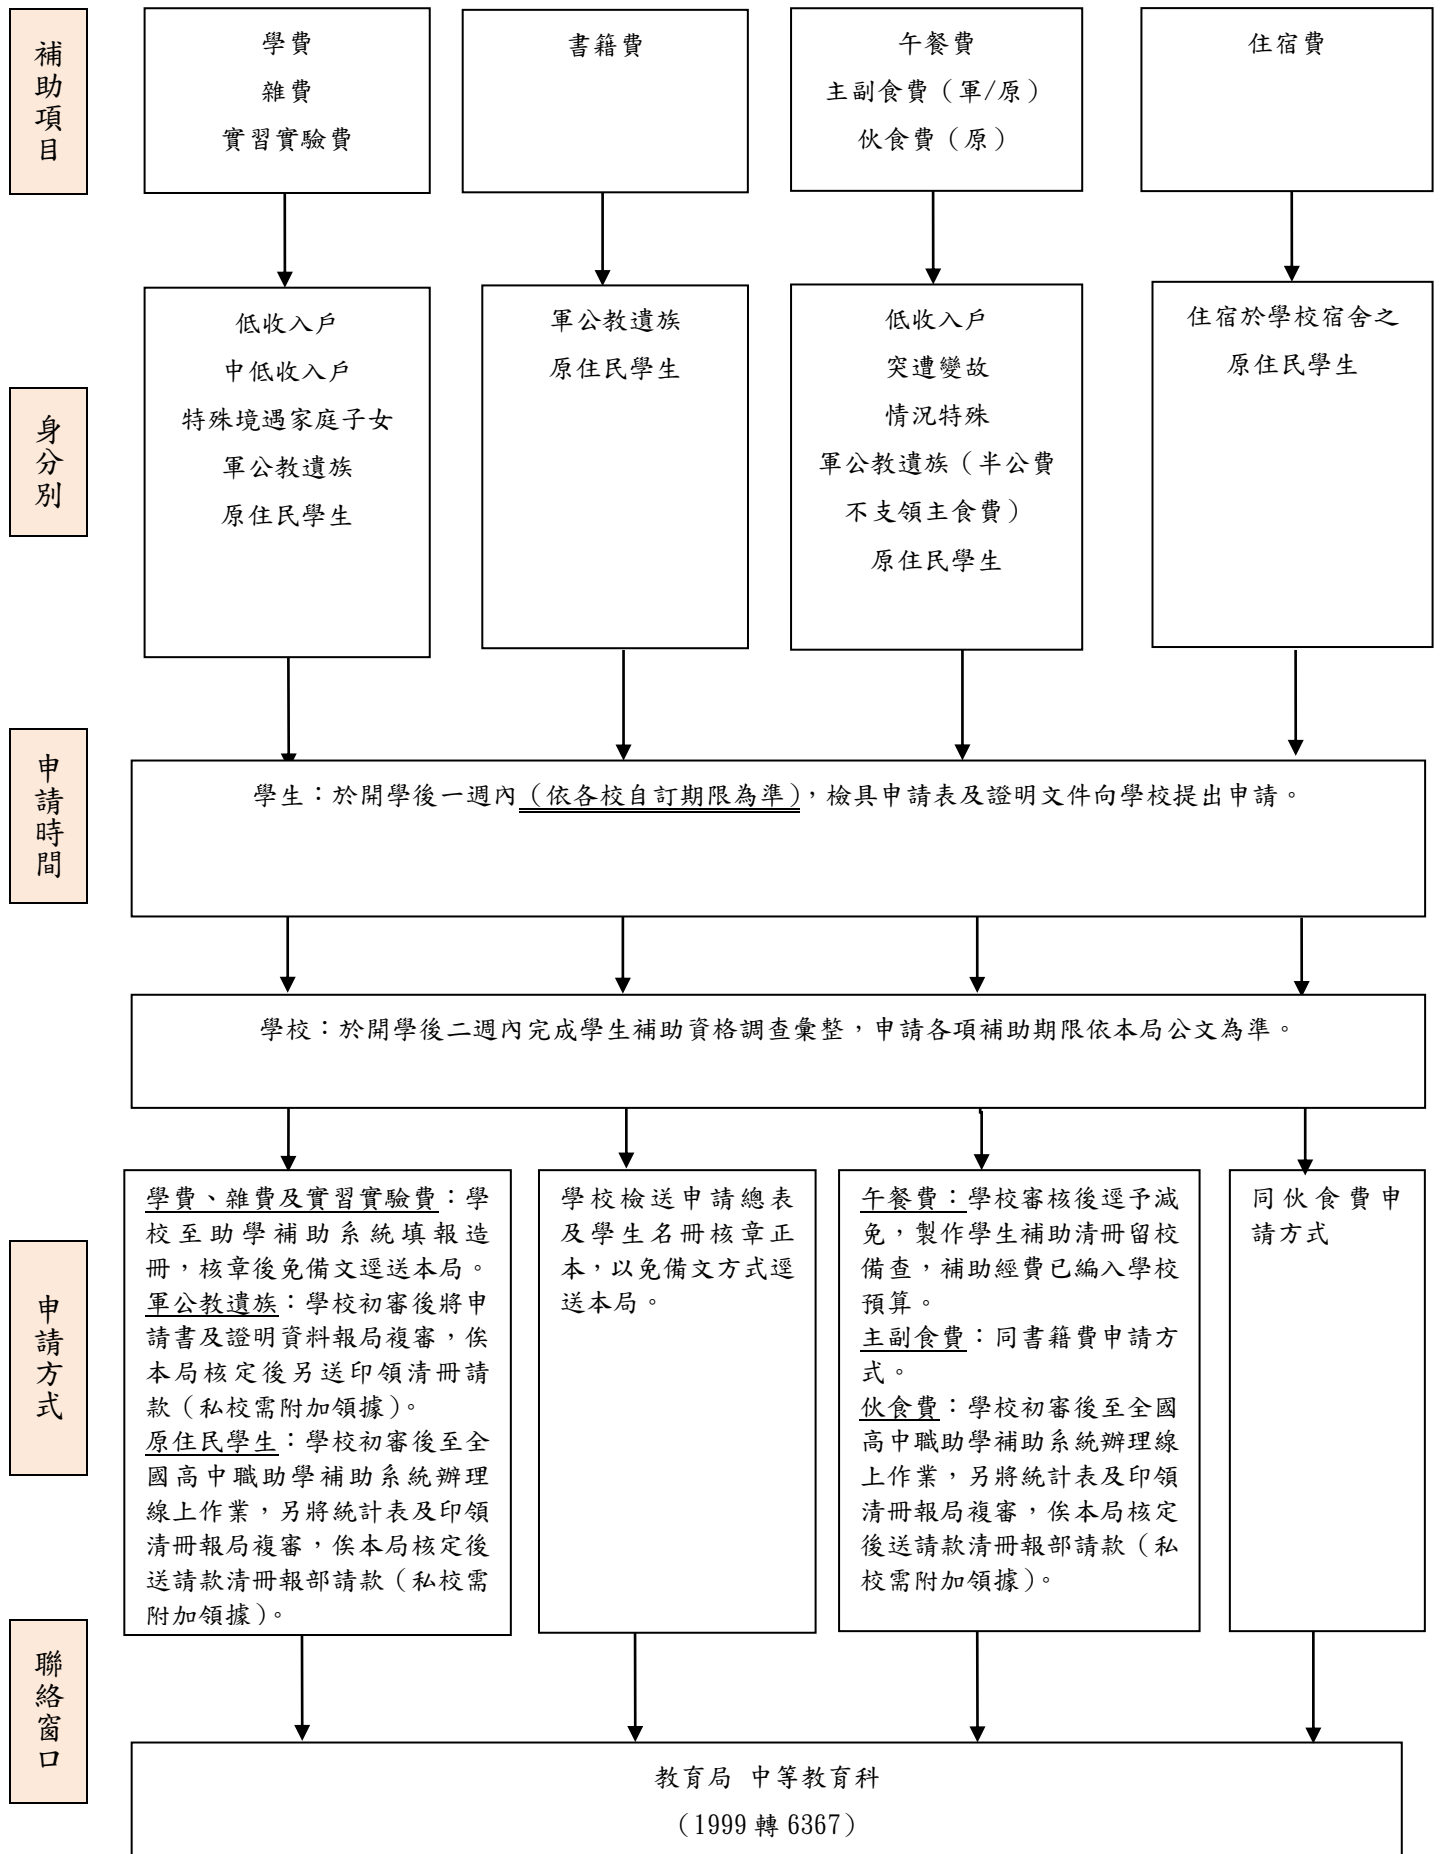 補助項目
學費
雜費
實習實驗費
書籍費
午餐費
主副食費（軍/原）
伙食費（原）
住宿費
身分別
低收入戶
中低收入戶
特殊境遇家庭子女
軍公教遺族
原住民學生
軍公教遺族
原住民學生
低收入戶
突遭變故
情況特殊
軍公教遺族（半公費
不支領主食費）
原住民學生
住宿於學校宿舍之
原住民學生
申請時間
學生：於開學後一週內（依各校自訂期限為準），檢具申請表及證明文件向學校提出申請。
學校：於開學後二週內完成學生補助資格調查彙整，申請各項補助期限依本局公文為準。
申請方式
學費、雜費及實習實驗費：學
校至助學補助系統填報造
冊，核章後免備文逕送本局。
軍公教遺族：學校初審後將申
請書及證明資料報局複審，俟
本局核定後另送印領清冊請
款（私校需附加領據）。
原住民學生：學校初審後至全
國高中職助學補助系統辦理
線上作業，另將統計表及印領
清冊報局複審，俟本局核定後
送請款清冊報部請款（私校需
附加領據）。
學校檢送申請總表
及學生名冊核章正
本，以免備文方式逕
送本局。
午餐費：學校審核後逕予減
免，製作學生補助清冊留校
備查，補助經費已編入學校
預算。
主副食費：同書籍費申請方
式。
伙食費：學校初審後至全國
高中職助學補助系統辦理線
上作業，另將統計表及印領
清冊報局複審，俟本局核定
後送請款清冊報部請款（私
校需附加領據）。
同伙食費申
請方式
聯絡窗口
教育局 中等教育科
（1999 轉 6367）